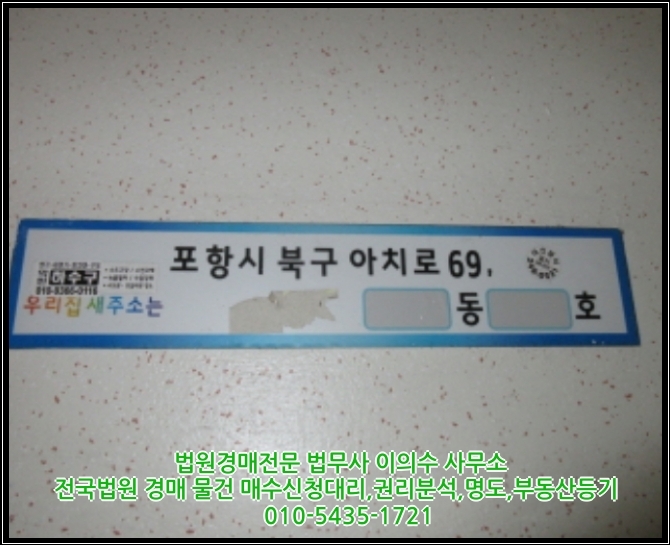 포항시 북구 아치로 69,
하수구
우리집 새주소는
동 호
법원경매전문 법무사 이의수 사무소
전국법원 경매 물건 매수신청대리,권리분석,명도,부동산등기
010-5435-1721